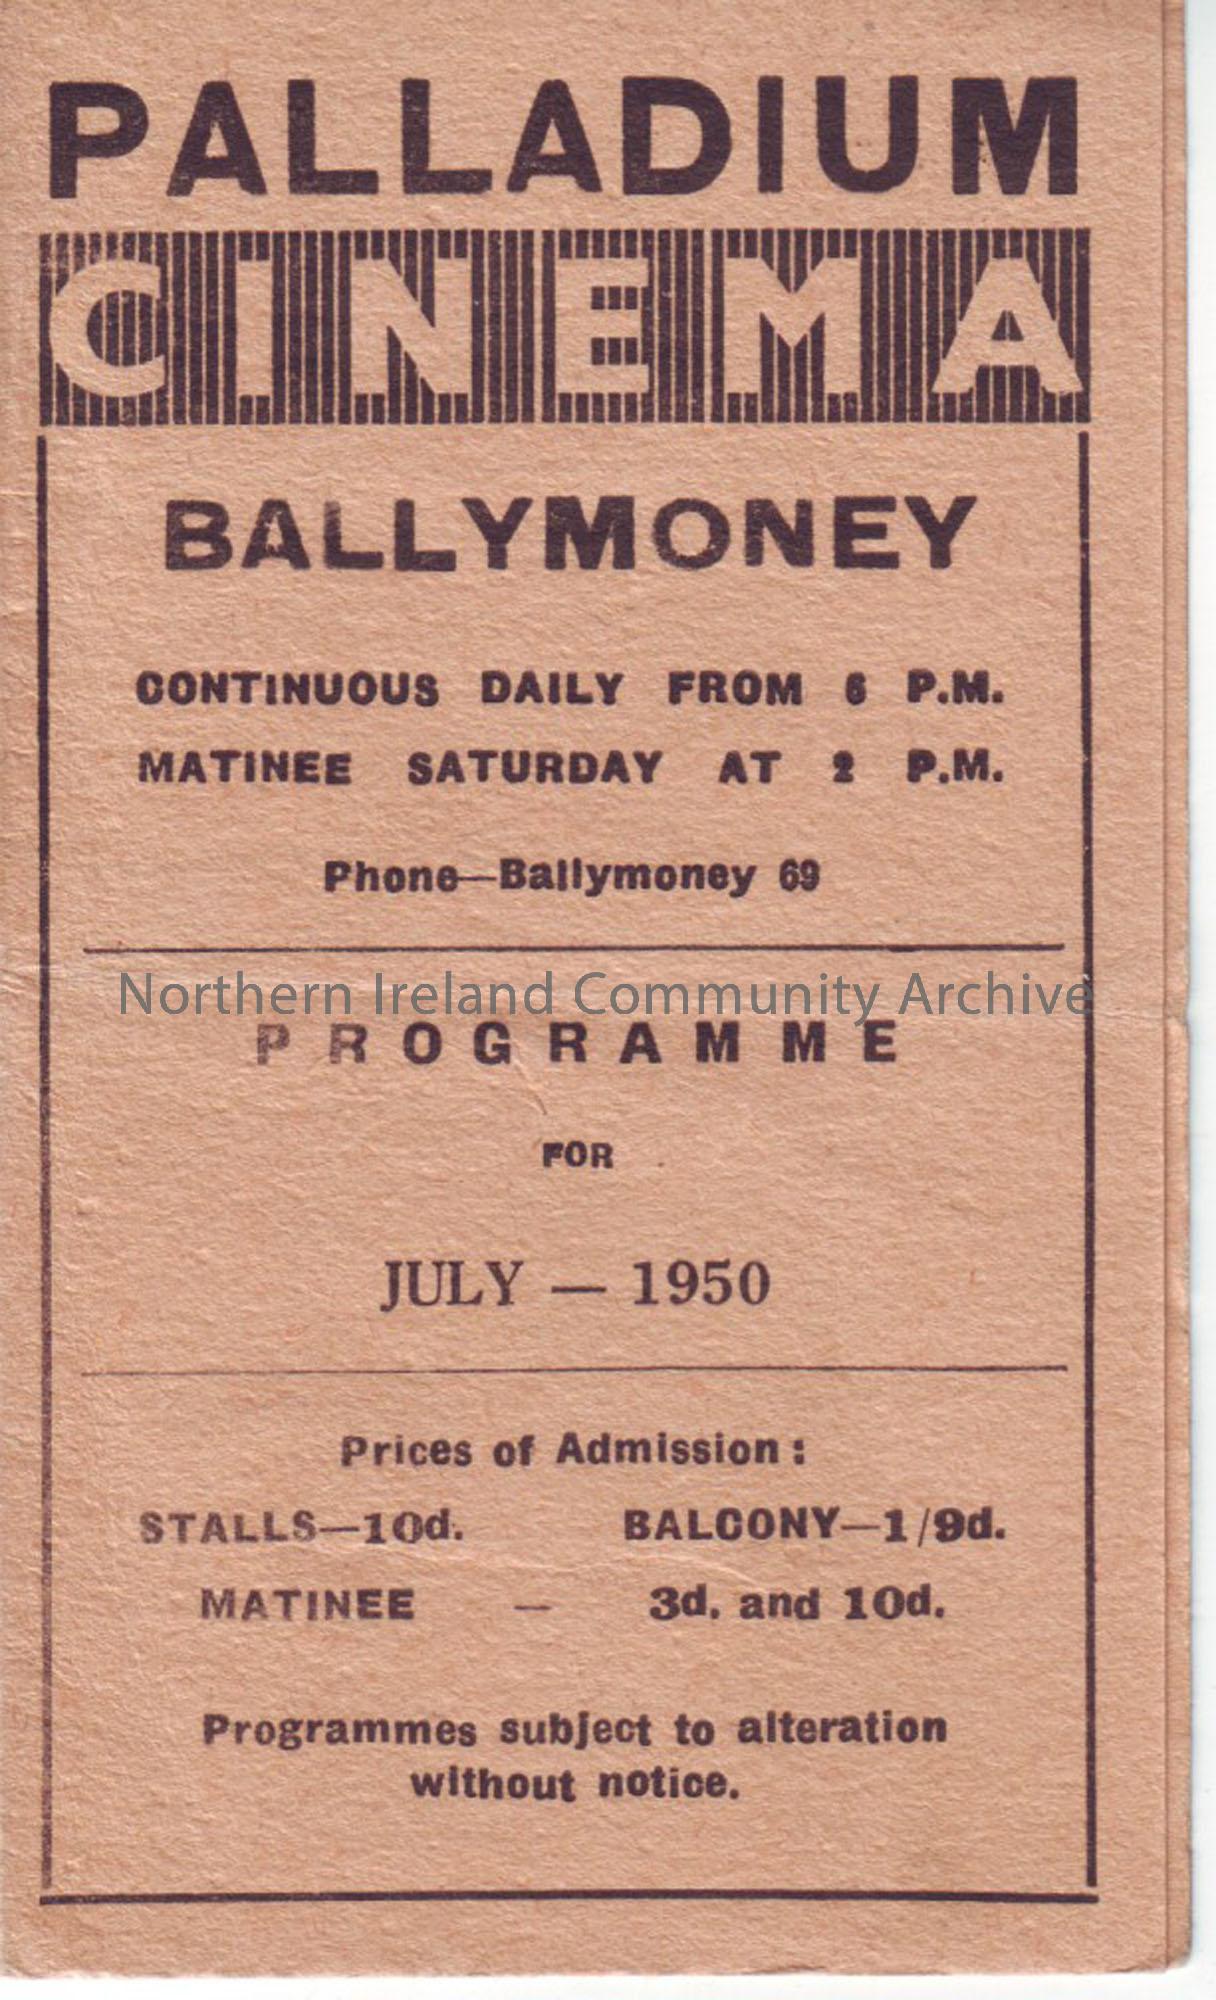 PALLADIUM
CINEMA
BALLYMONEY
CONTINUOUS DAILY FROM 6 P.M.
MATINEE SATURDAY AT 2 P.M.
Phone—Ballymoney 69
Northern Ireland Community Archive
PROGRAMME
FOR
JULY — 1950
Prices of Admission :
STALLS—10d. BALCONY—1/9d.
MATINEE — 3d. and 10d.
Programmes subject to alteration
without notice.